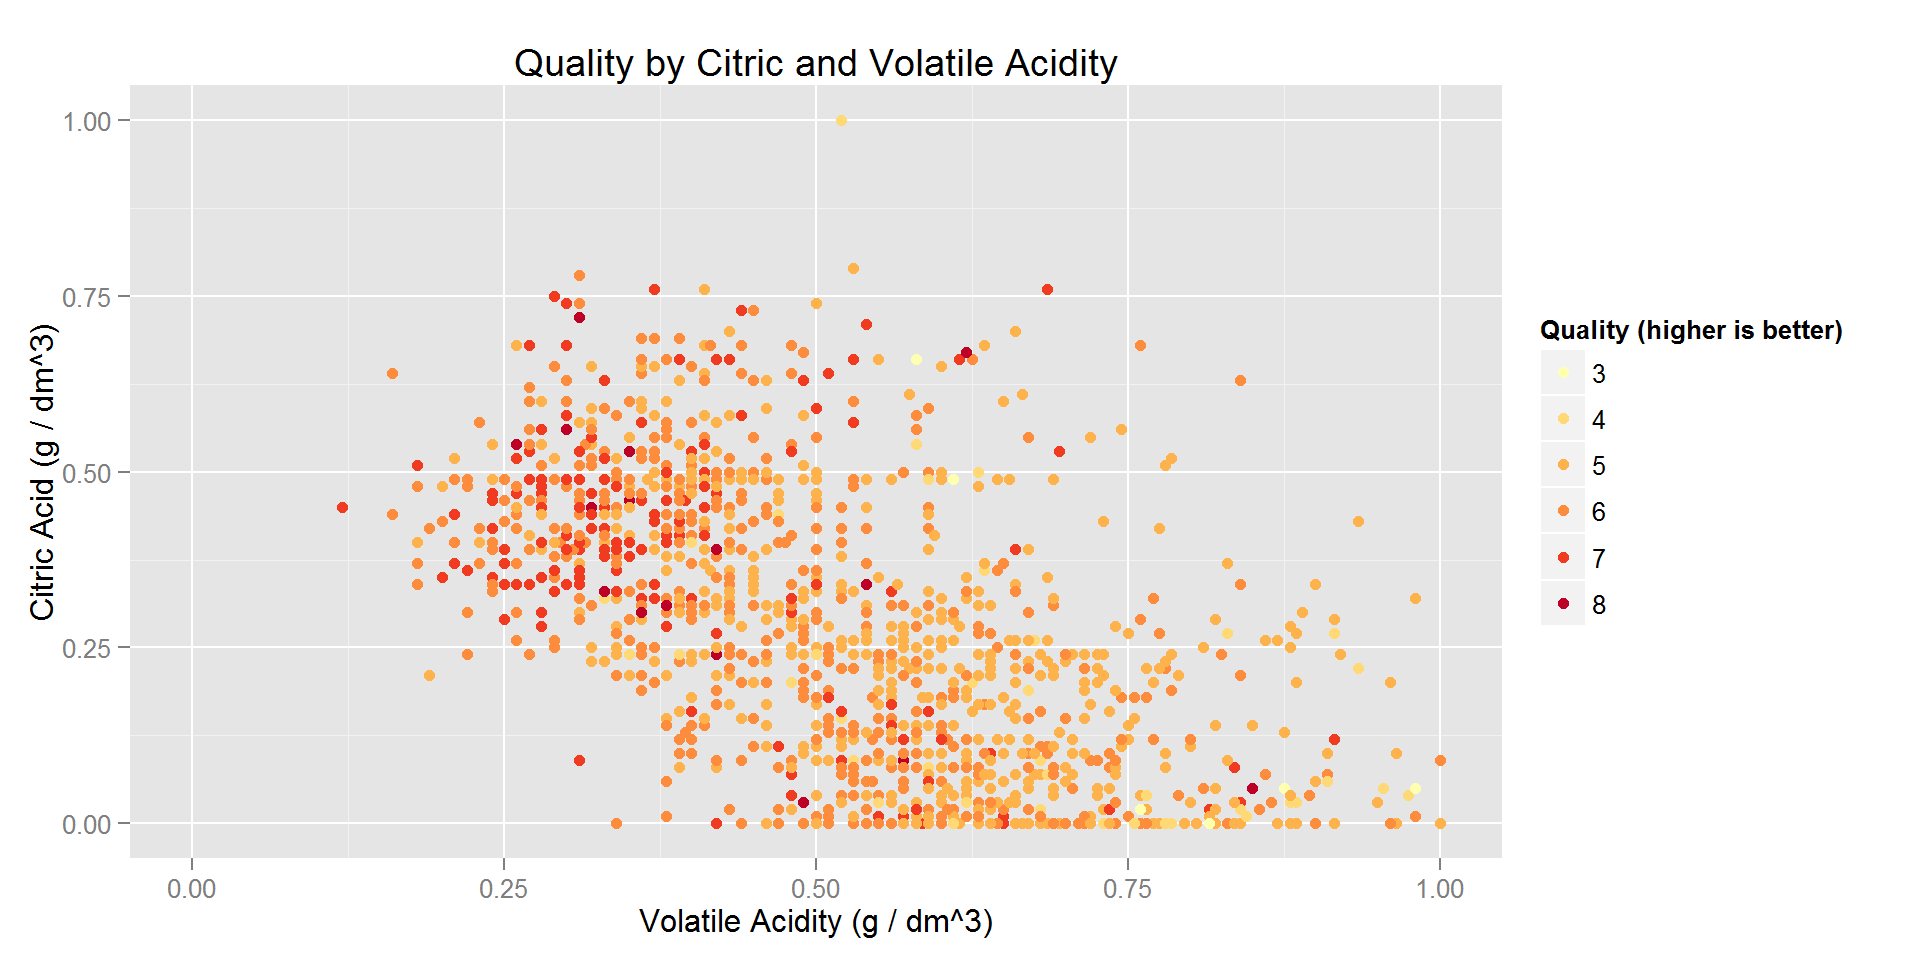 Quality by Citric and Volatile Acidity
1.00
0.75
0.50
0.25
0.00
Citric Acid (g / dm^3)
0.00 0.25 0.50 0.75 1.00
Volatile Acidity (g / dm^3)
Quality (higher is better)
3
4
5
6
7
8